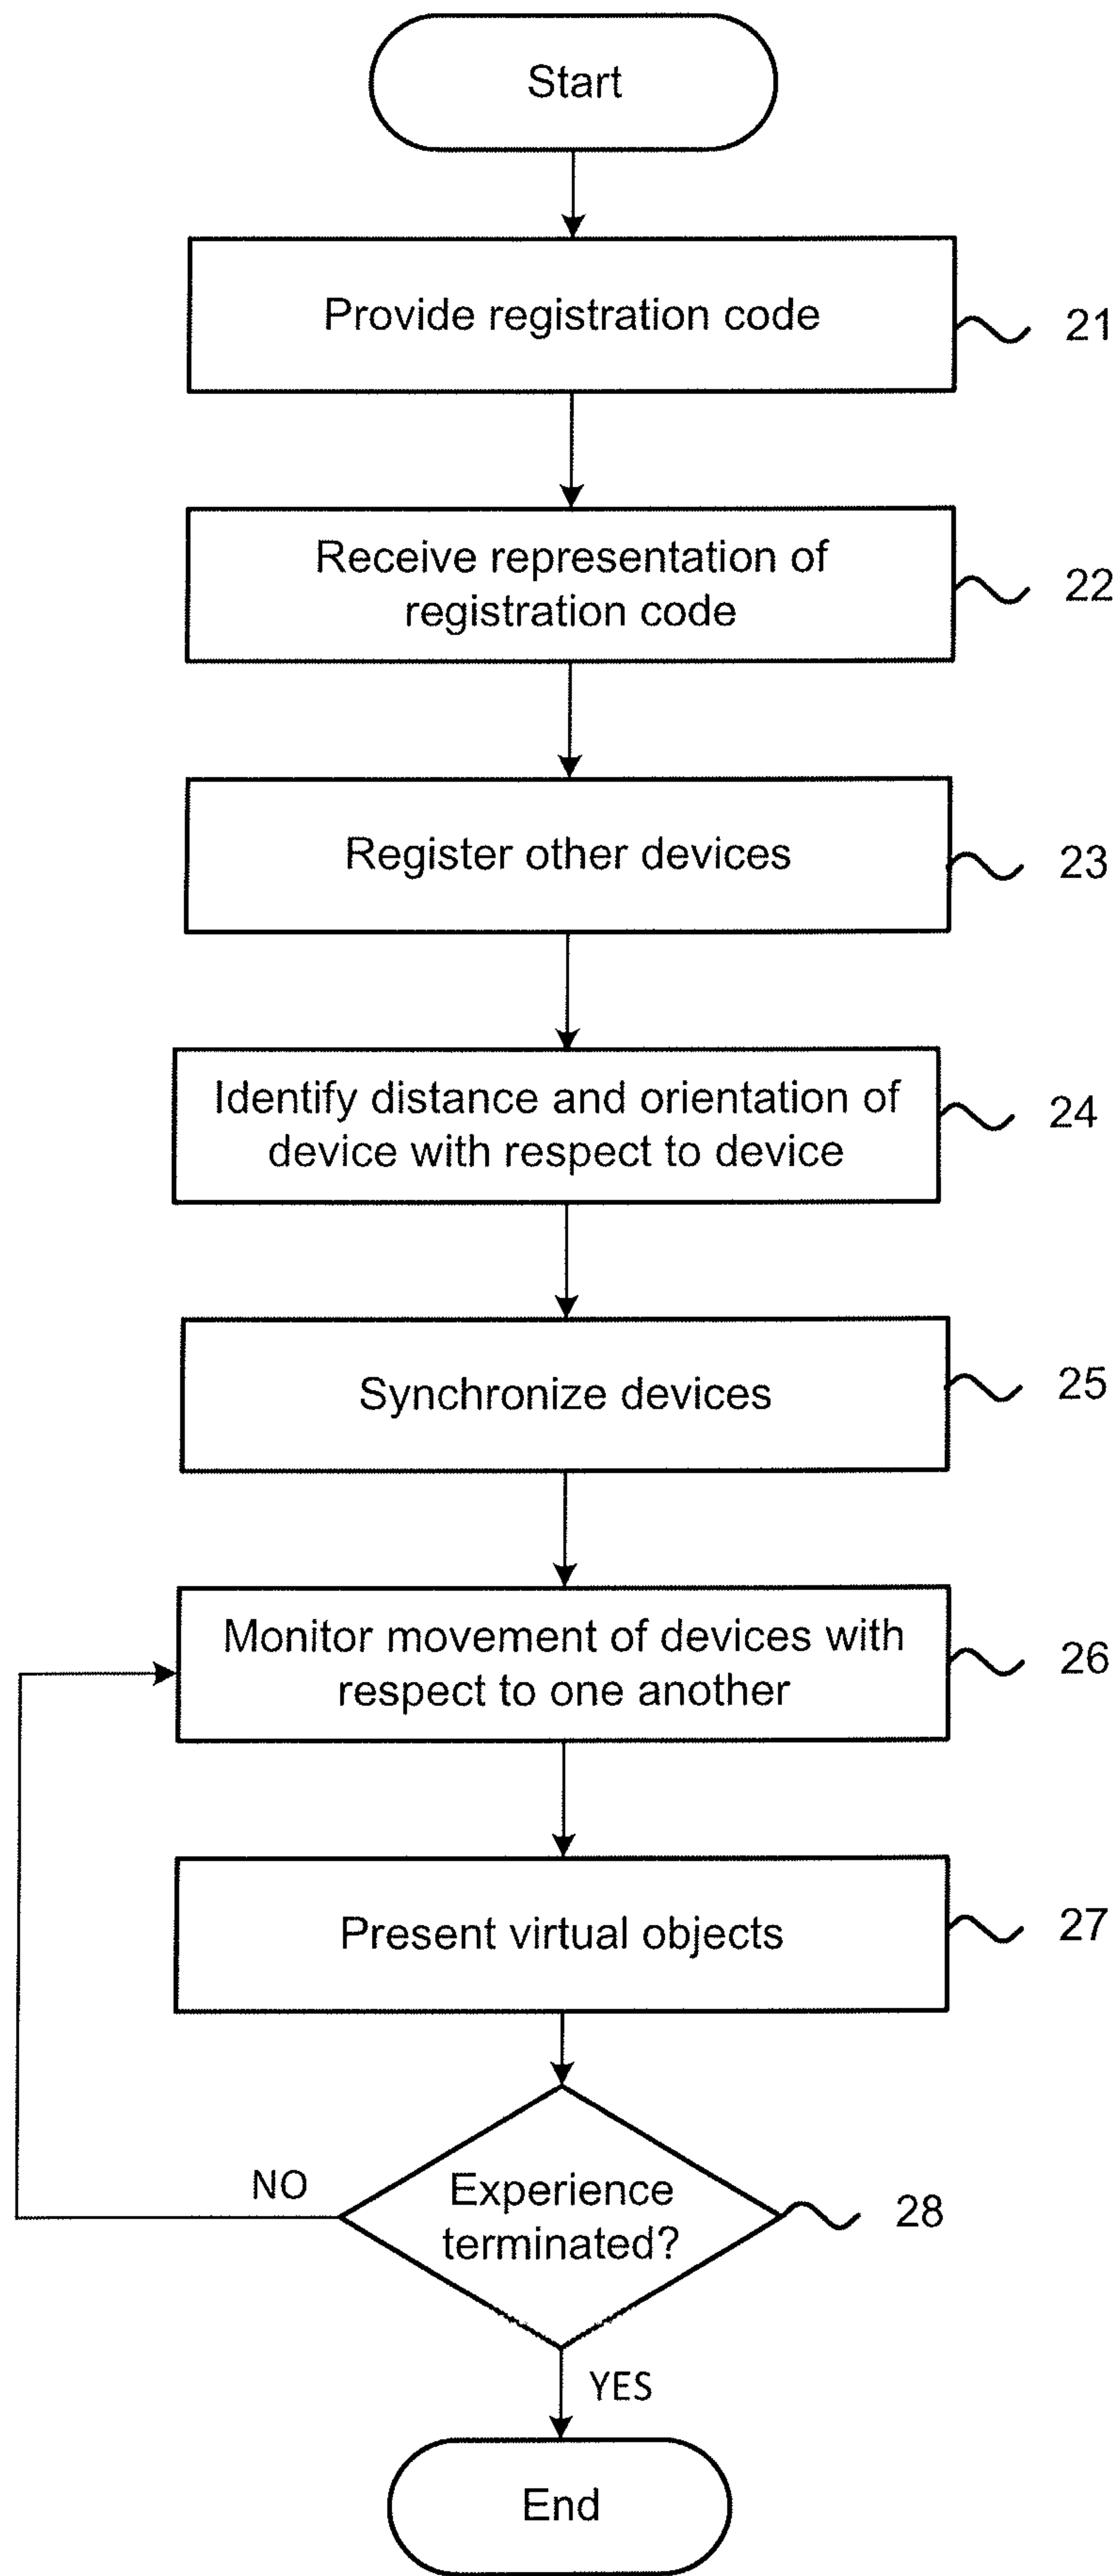 Start
Provide registration code
21
Receive representation of
registration code
22
Register other devices
23
Identify distance and orientation of
device with respect to device
24
Synchronize devices
25
Monitor movement of devices with
respect to one another
26
Present virtual objects
27
Experience
terminated?
28
NO
YES
End